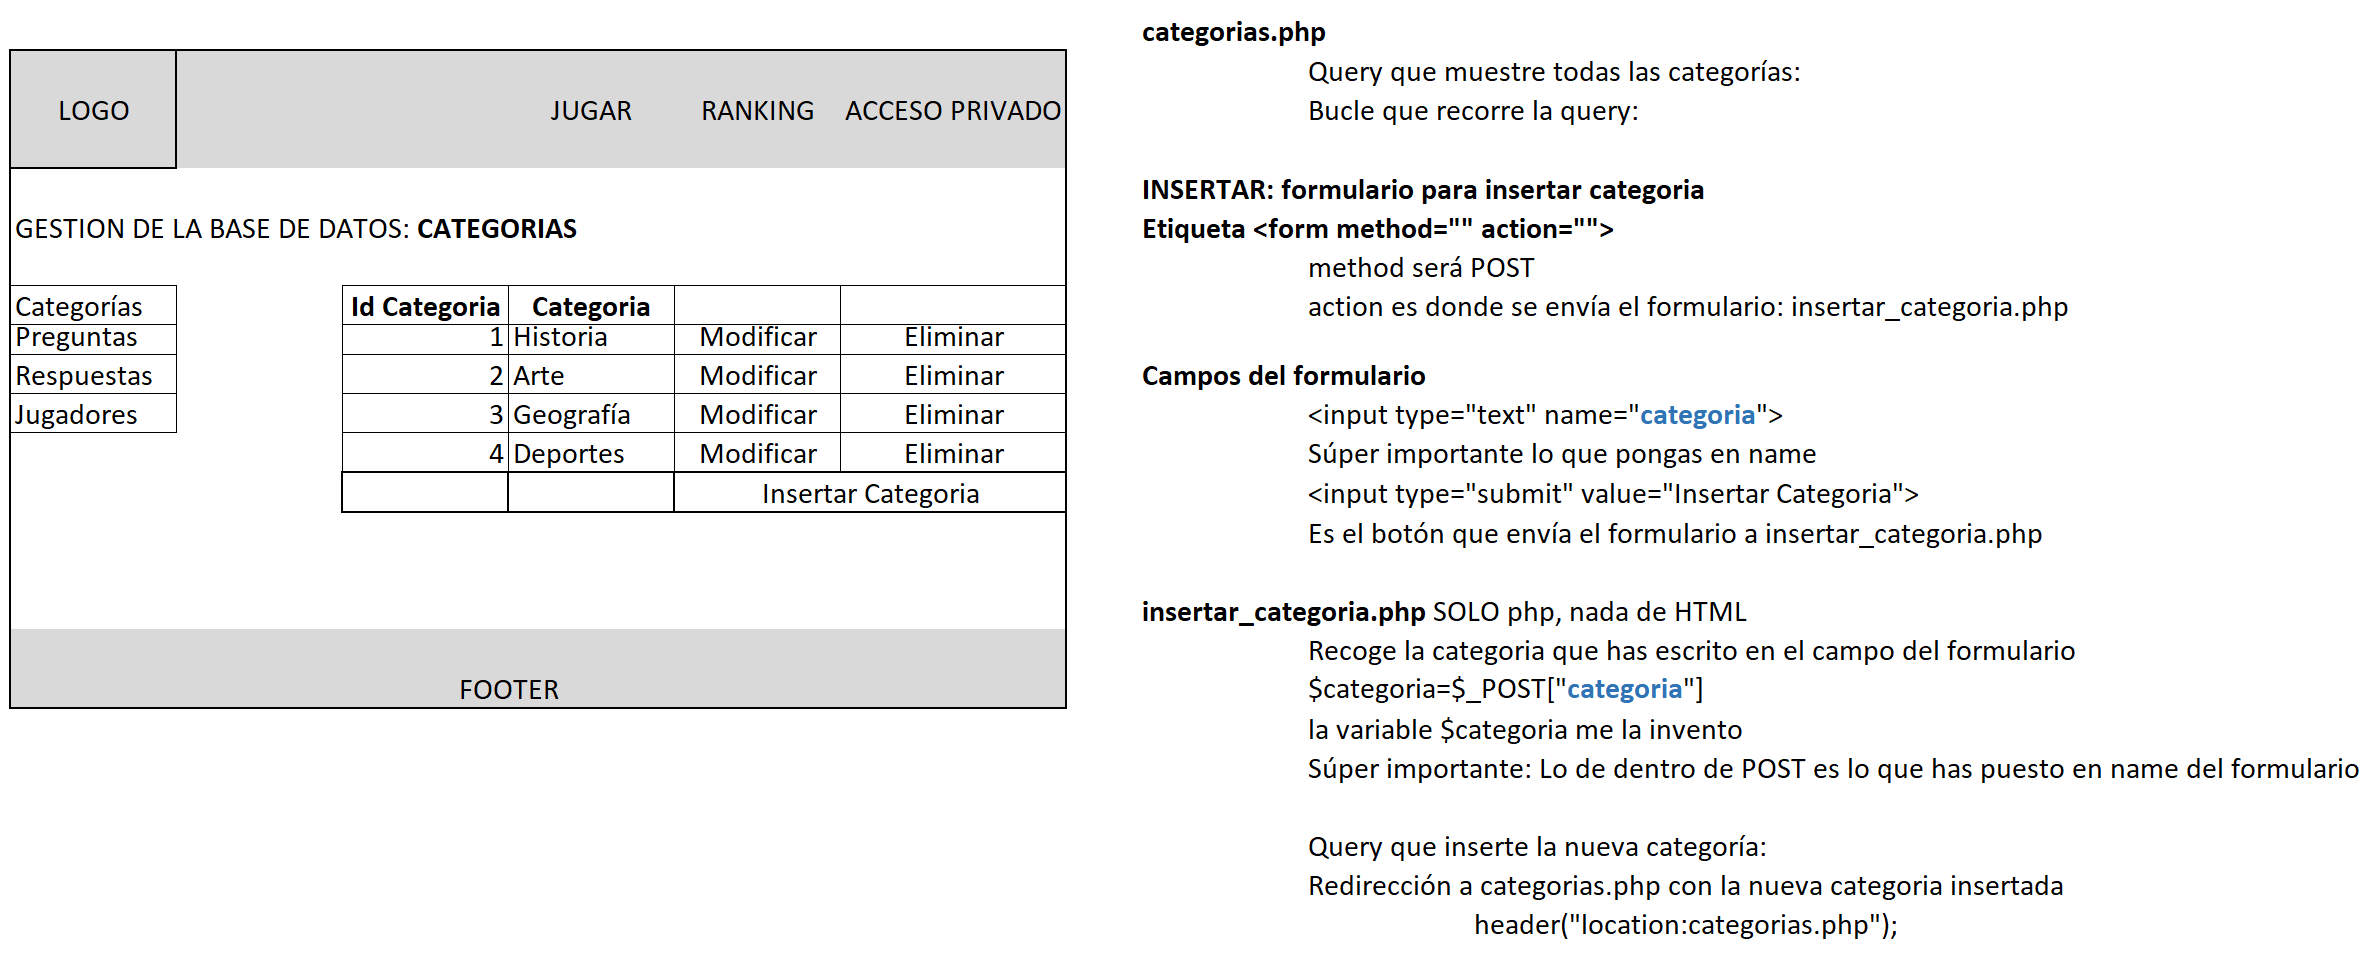 LOGO
JUGAR RANKING ACCESO PRIVADO
GESTION DE LA BASE DE DATOS: CATEGORIAS
Categorías
Preguntas
Respuestas
Jugadores
Id Categoria Categoria
1 Historia Modificar Eliminar
2 Arte Modificar Eliminar
3 Geografía Modificar Eliminar
4 Deportes Modificar Eliminar
Insertar Categoria
FOOTER
categorias.php
Query que muestre todas las categorías:
Bucle que recorre la query:
INSERTAR: formulario para insertar categoria
Etiqueta <form method="" action="">
method será POST
action es donde se envía el formulario: insertar_categoria.php
Campos del formulario
<input type="text" name="categoria">
Súper importante lo que pongas en name
<input type="submit" value="Insertar Categoria">
Es el botón que envía el formulario a insertar_categoria.php
insertar_categoria.php SOLO php, nada de HTML
Recoge la categoria que has escrito en el campo del formulario
$categoria=$_POST["categoria"]
la variable $categoria me la invento
Súper importante: Lo de dentro de POST es lo que has puesto en name del formulario
Query que inserte la nueva categoría:
Redirección a categorias.php con la nueva categoria insertada
header("location:categorias.php");